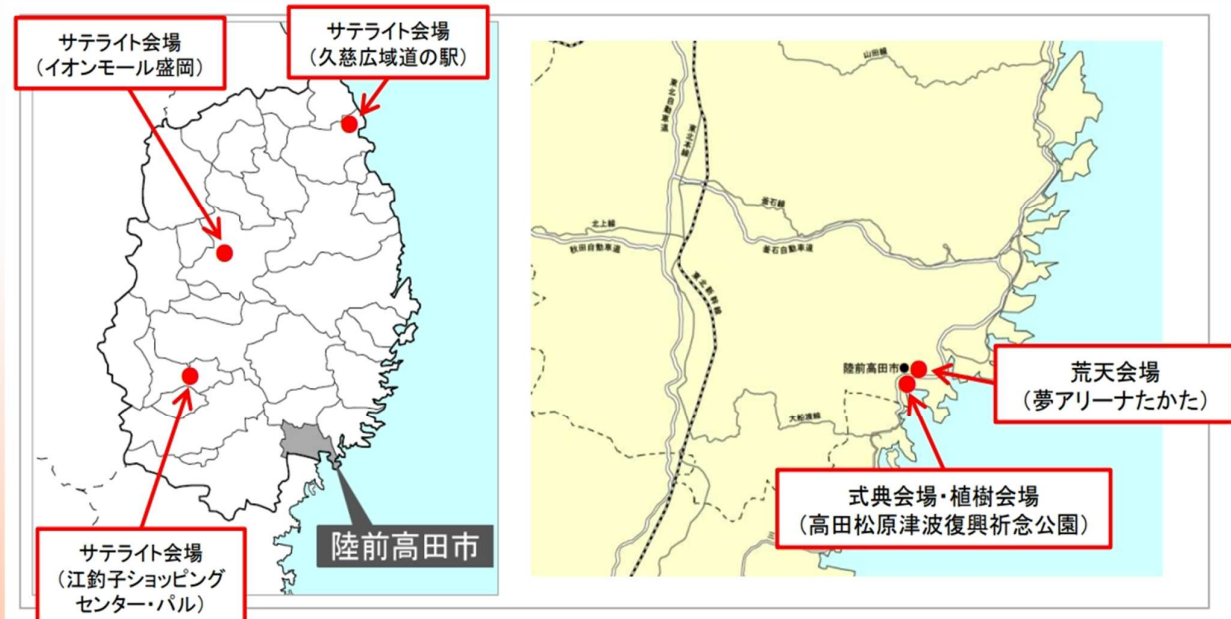 サテライト会場
（イオンモール盛岡）
サテライト会場
（久慈広域道の駅）
サテライト会場
（江釣子ショッピング
センター・パル）
陸前高田市
山田線
東北自動車道
東北本線
釜石線
北上線
秋田自動車道
釜石自動車道
東北新幹線
陸前高田市
大船渡線
荒天会場
（夢アリーナたかた）
式典会場・植樹会場
（高田松原津波復興祈念公園）
三